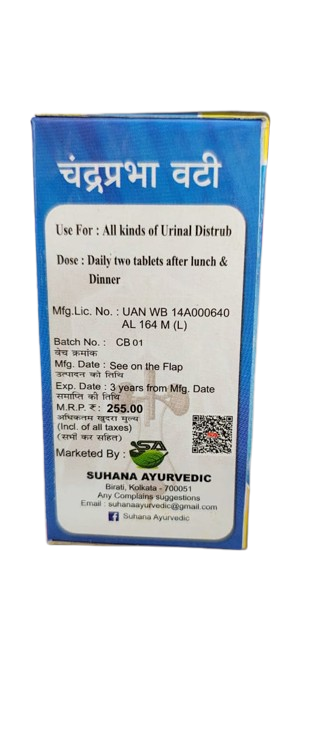 चंद्रप्रभा वटी
Use For : All kinds of Urinal Distrub
Dose : Daily two tablets after lunch &
Dinner
Mfg.Lic. No. : UAN WB 14A000640
AL 164 M (L)
Batch No. : CB 01
बेच क्रमांक
Mfg. Date : See on the Flap
उत्पादन की तिथि
Exp. Date : 3 years from Mfg. Date
समाप्ति की तिथि
M.R.P. ₹: 255.00
अधिकतम खुदरा मूल्य
(Incl. of all taxes)
(सभी कर सहित)
Marketed By :
SUHANA AYURVEDIC
Birati, Kolkata - 700051
Any Complains suggestions
Email : suhanaayurvedic@gmail.com
Suhana Ayurvedic